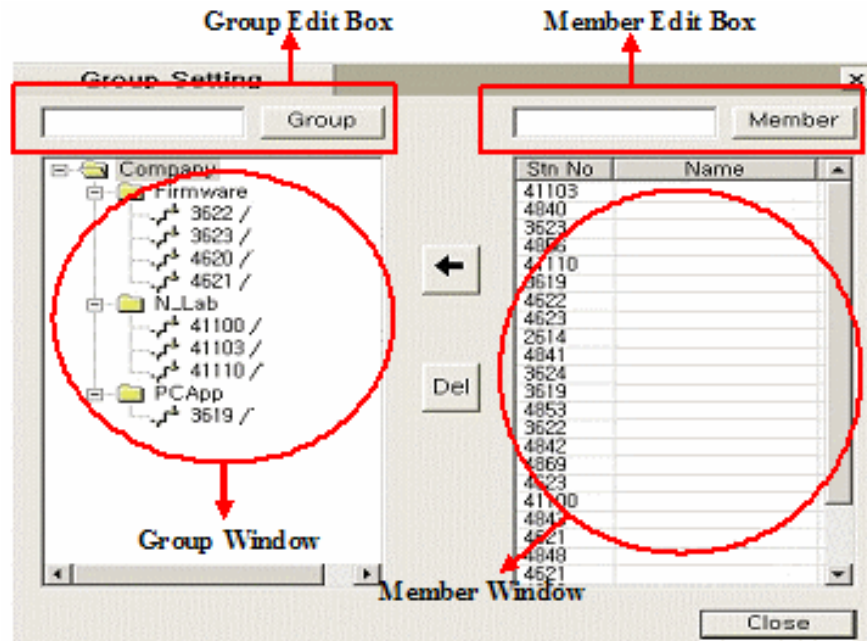 Group Edit Box
Member Edit Box
Group Setting
Group
Member
Company
Firmware
3622 /
3623 /
4620 /
4621 /
N_Lab
41100 /
41103 /
41110 /
PCApp
3619 /
Del
Stn No Name
41103
4840
3623
41110
3619
4622
4623
2614
4841
3624
3619
4853
3622
4842
4869
4623
41100
4621
4848
4621
Group Window
Member Window
Close